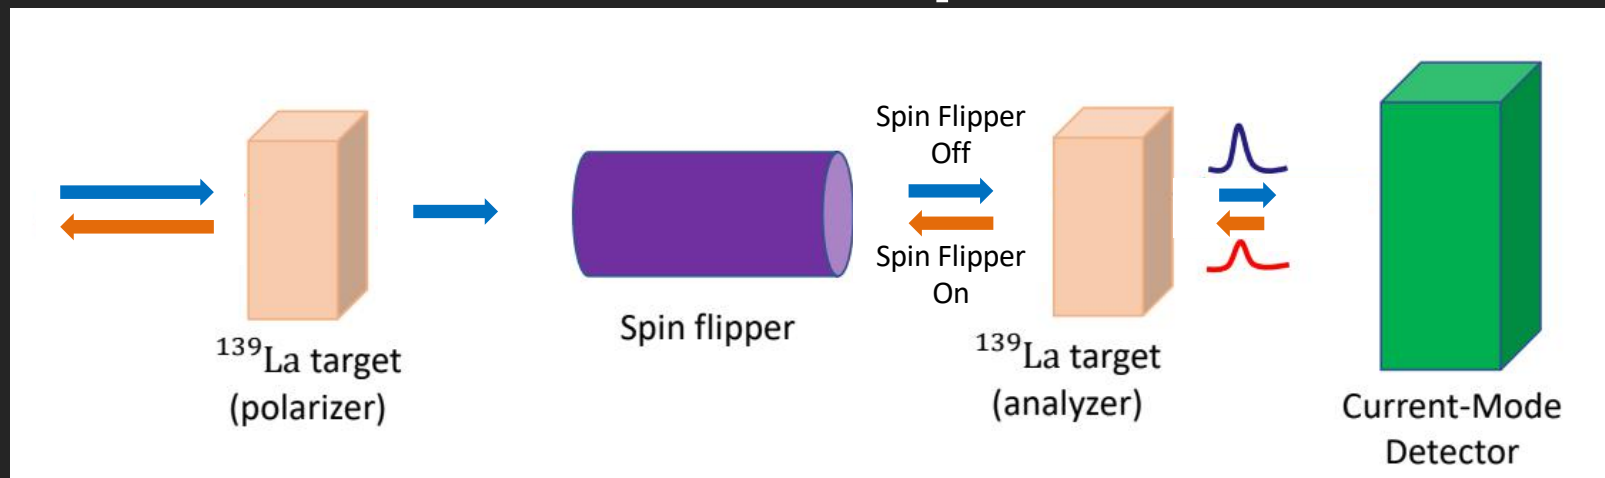 Spin Flipper
Off
Spin Flipper
On
Spin flipper
¹³⁹La target
(polarizer)
¹³⁹La target
(analyzer)
Current-Mode
Detector